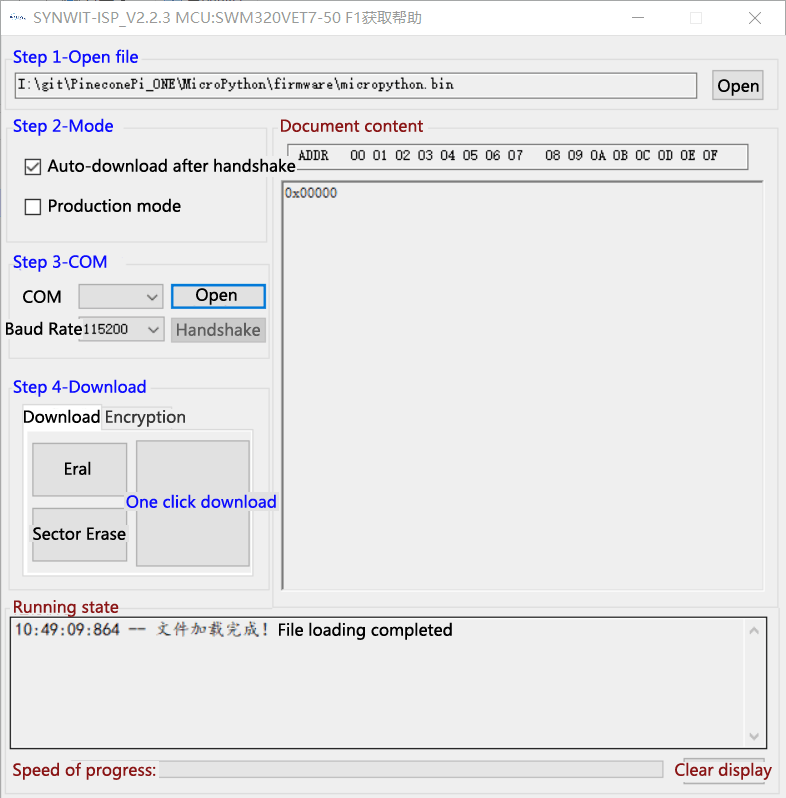 SYNWIT-ISP_V2.2.3 MCU:SWM320VET7-50 F1获取帮助
Step 1-Open file
I:\git\PineconePi_ONE\MicroPython\firmware\micropython.bin
Open
Step 2-Mode
Auto-download after handshake
Production mode
Document content
ADDR 00 01 02 03 04 05 06 07 08 09 0A 0B 0C 0D 0E 0F
0x00000
Step 3-COM
COM
Open
Baud Rate
115200
Handshake
Step 4-Download
Download
Encryption
Eral
One click download
Sector Erase
Running state
10:49:09:864 -- 文件加载完成! File loading completed
Speed of progress:
Clear display